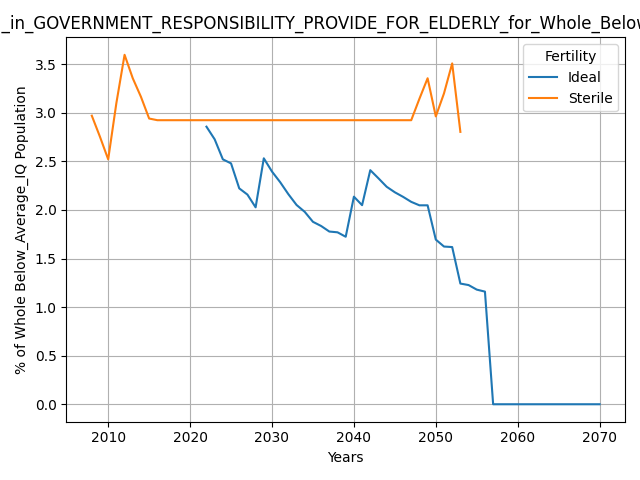 _in_GOVERNMENT_RESPONSIBILITY_PROVIDE_FOR_ELDERLY_for_Whole_Below
Fertility
Ideal
Sterile
% of Whole Below_Average_IQ Population
3.5
3.0
2.5
2.0
1.5
1.0
0.5
0.0
2010 2020 2030 2040 2050 2060 2070
Years